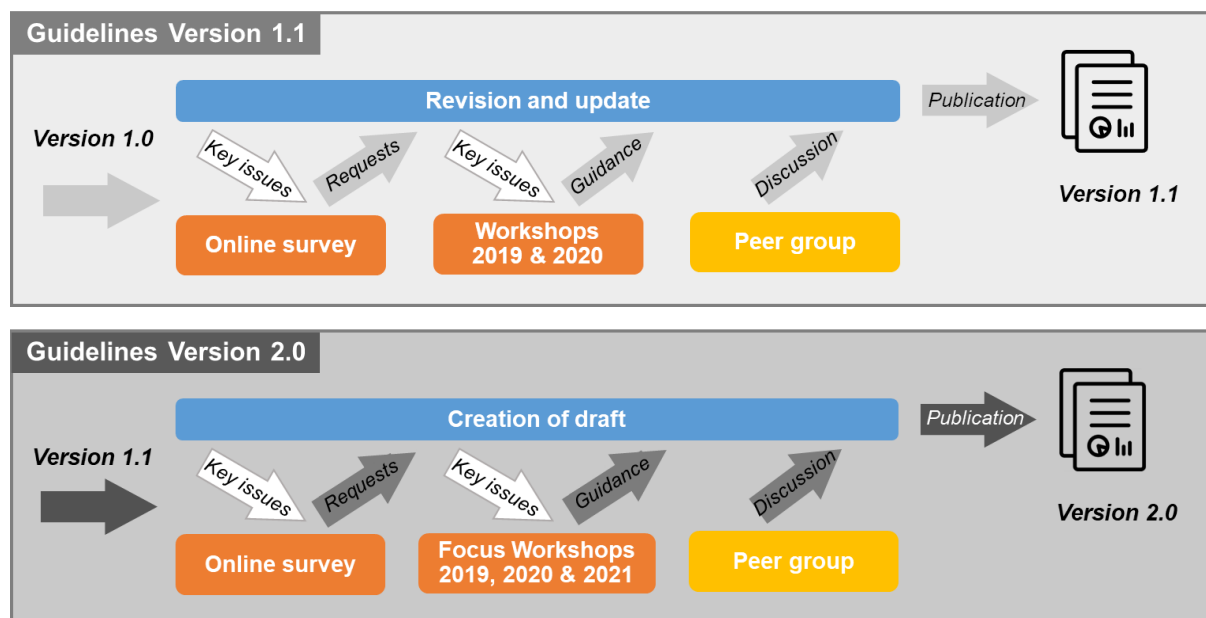 Guidelines Version 1.1
Revision and update
Publication
Version 1.0
Key issues
Requests
Key issues
Guidance
Discussion
Version 1.1
Online survey
Workshops
2019 & 2020
Peer group
Guidelines Version 2.0
Creation of draft
Publication
Version 1.1
Key issues
Requests
Key issues
Guidance
Discussion
Version 2.0
Online survey
Focus Workshops
2019, 2020 & 2021
Peer group